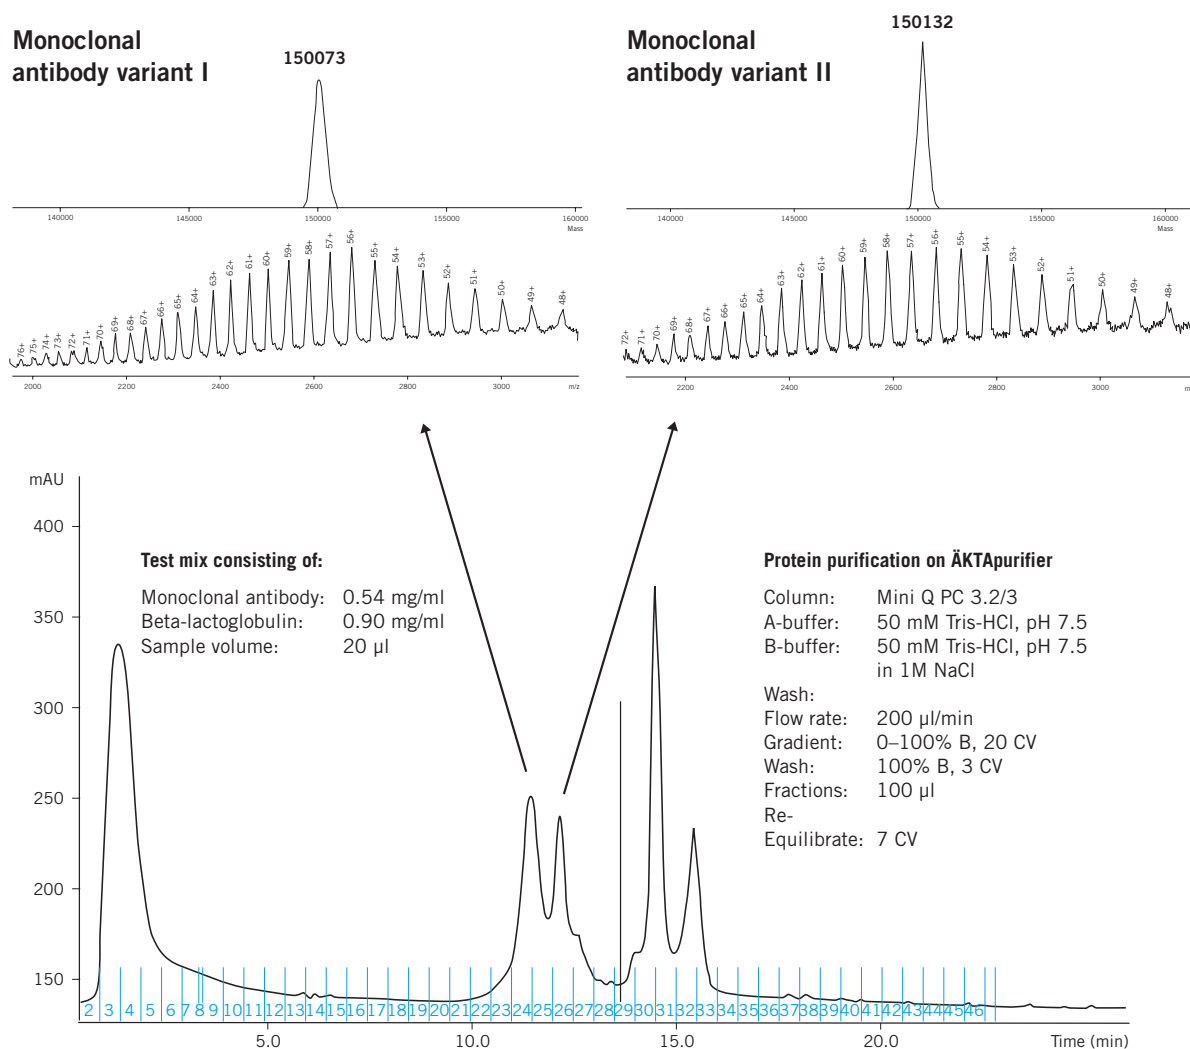 Monoclonal
antibody variant I
150073
140000 145000 150000 155000 160000
Mass
76+ 75+ 74+ 73+ 72+ 71+ 70+ 69+ 68+ 67+ 66+ 65+ 64+ 63+ 62+ 61+ 60+ 59+ 58+ 57+ 56+ 55+ 54+ 53+ 52+ 51+ 50+ 49+ 48+
2000 2200 2400 2600 2800 3000 m/z
Monoclonal
antibody variant II
150132
140000 145000 150000 155000 160000
Mass
72+ 71+ 70+ 69+ 68+ 67+ 66+ 65+ 64+ 63+ 62+ 61+ 60+ 59+ 58+ 57+ 56+ 55+ 54+ 53+ 52+ 51+ 50+ 49+ 48+
2200 2400 2600 2800 3000 m
mAU
400
350
300
250
200
150
Test mix consisting of:
Monoclonal antibody: 0.54 mg/ml
Beta-lactoglobulin: 0.90 mg/ml
Sample volume: 20 µl
Protein purification on ÄKTApurifier
Column: Mini Q PC 3.2/3
A-buffer: 50 mM Tris-HCl, pH 7.5
B-buffer: 50 mM Tris-HCl, pH 7.5
in 1M NaCl
Wash:
Flow rate: 200 µl/min
Gradient: 0–100% B, 20 CV
Wash: 100% B, 3 CV
Fractions: 100 µl
Re-
Equilibrate: 7 CV
2 3 4 5 6 7 8 9 10 11 12 13 14 15 16 17 18 19 20 21 22 23 24 25 26 27 28 29 30 31 32 33 34 35 36 37 38 39 40 41 42 43 44 45 46
5.0 10.0 15.0 20.0 Time (min)